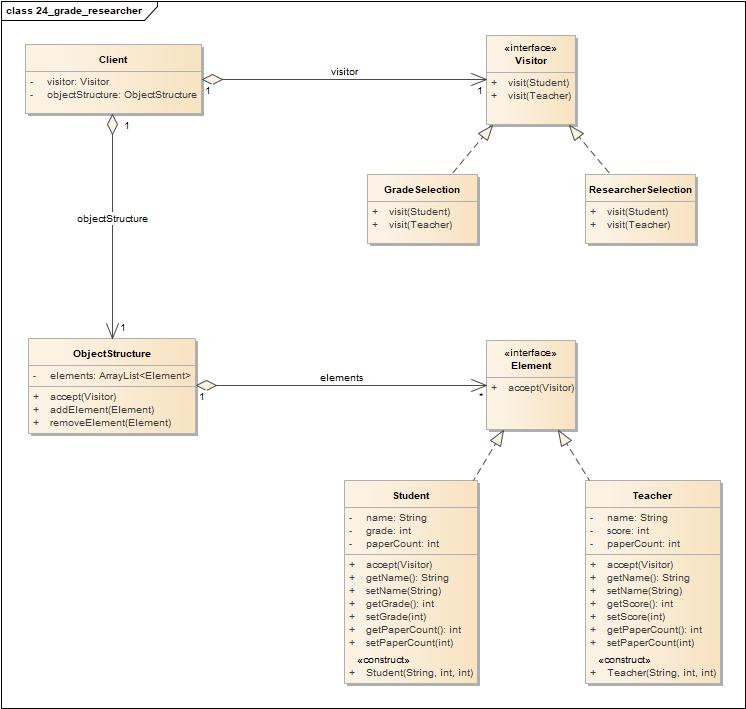 class 24_grade_researcher
Client
- visitor: Visitor
- objectStructure: ObjectStructure
1
visitor
1
«interface»
Visitor
+ visit(Student)
+ visit(Teacher)
GradeSelection
+ visit(Student)
+ visit(Teacher)
ResearcherSelection
+ visit(Student)
+ visit(Teacher)
1
objectStructure
1
ObjectStructure
- elements: ArrayList<Element>
+ accept(Visitor)
+ addElement(Element)
+ removeElement(Element)
1
elements
*
«interface»
Element
+ accept(Visitor)
Student
- name: String
- grade: int
- paperCount: int
+ accept(Visitor)
+ getName(): String
+ setName(String)
+ getGrade(): int
+ setGrade(int)
+ getPaperCount(): int
+ setPaperCount(int)
«construct»
+ Student(String, int, int)
Teacher
- name: String
- score: int
- paperCount: int
+ accept(Visitor)
+ getName(): String
+ setName(String)
+ getScore(): int
+ setScore(int)
+ getPaperCount(): int
+ setPaperCount(int)
«construct»
+ Teacher(String, int, int)